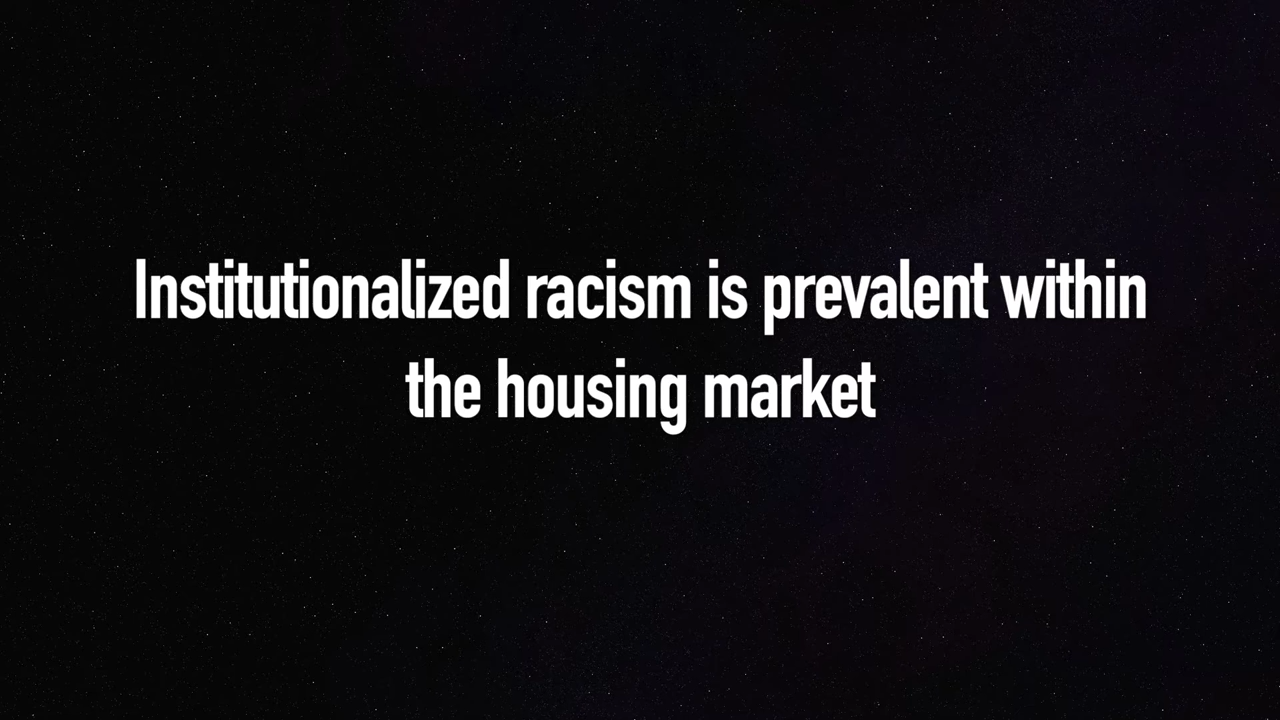 Institutionalized racism is prevalent within
the housing market